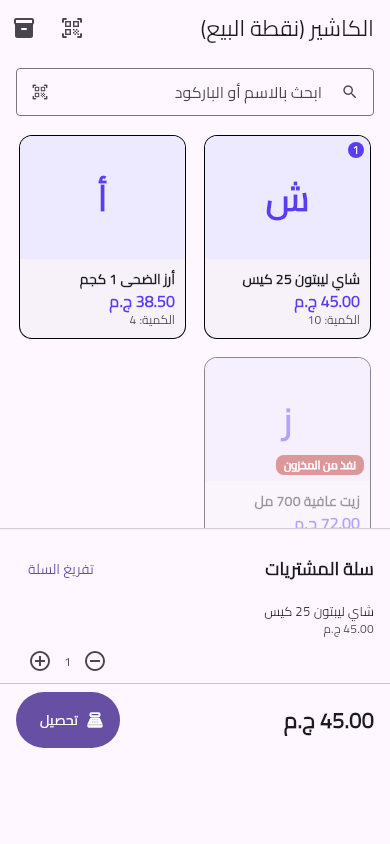 الكاشير (نقطة البيع)
ابحث بالاسم أو الباركود
1
ش
شاي ليبتون 25 كيس
45.00 ج.م
الكمية: 10
أ
أرز الضحى 1 كجم
38.50 ج.م
الكمية: 4
ز
نفذ من المخزون
زيت عافية 700 مل
72.00 ج.م
سلة المشتريات
تفريغ السلة
شاي ليبتون 25 كيس
45.00 ج.م
1
45.00 ج.م
تحصيل